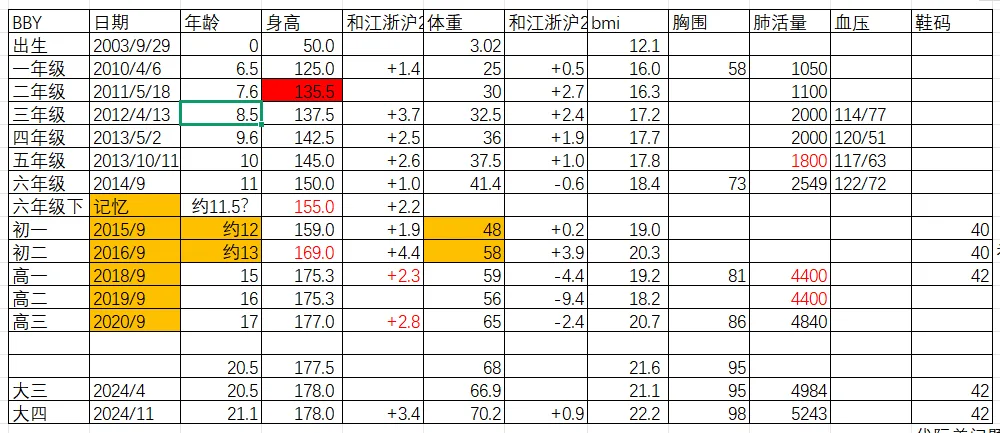 BBY 日期 年龄 身高 和江浙沪2 体重 和江浙沪2 bmi 胸围 肺活量 血压 鞋码
出生 2003/9/29 0 50.0 3.02 12.1
一年级 2010/4/6 6.5 125.0 +1.4 25 +0.5 16.0 58 1050
二年级 2011/5/18 7.6 135.5 30 +2.7 16.3 1100
三年级 2012/4/13 8.5 137.5 +3.7 32.5 +2.4 17.2 2000 114/77
四年级 2013/5/2 9.6 142.5 +2.5 36 +1.9 17.7 2000 120/51
五年级 2013/10/11 10 145.0 +2.6 37.5 +1.0 17.8 1800 117/63
六年级 2014/9 11 150.0 +1.0 41.4 -0.6 18.4 73 2549 122/72
六年级下 记忆 约11.5? 155.0 +2.2
初一 2015/9 约12 159.0 +1.9 48 +0.2 19.0 40
初二 2016/9 约13 169.0 +4.4 58 +3.9 20.3 40
高一 2018/9 15 175.3 +2.3 59 -4.4 19.2 81 4400 42
高二 2019/9 16 175.3 56 -9.4 18.2 4400
高三 2020/9 17 177.0 +2.8 65 -2.4 20.7 86 4840
20.5 177.5 68 21.6 95
大三 2024/4 20.5 178.0 66.9 21.1 95 4984 42
大四 2024/11 21.1 178.0 +3.4 70.2 +0.9 22.2 98 5243 42